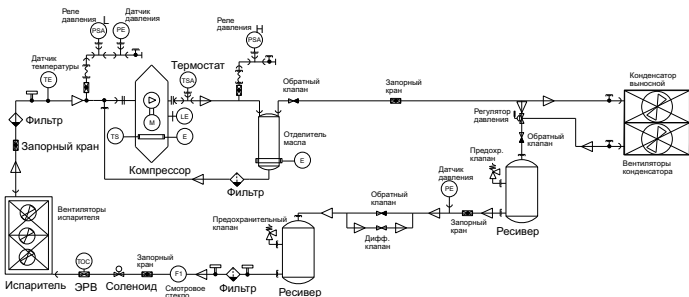 Реле
давления
L
PSA
Датчик
давления
PE
Реле
давления
H
PSA
Датчик
температуры
TE
Термостат
TSA
Обратный
клапан
Запорный
кран
Конденсатор
выносной
Регулятор
давления
Обратный
клапан
Фильтр
M
LE
TS
E
Компрессор
Отделитель
масла
E
Запорный кран
Фильтр
Вентиляторы
конденсатора
Предохр.
клапан
Датчик
давления
PE
Обратный
клапан
Запорный
кран
Ресивер
Вентиляторы
испарителя
Предохранительный
клапан
Дифф.
клапан
Испаритель
TOC
ЭРВ
Соленоид
Запорный
кран
F1
Смотровое
стекло
Фильтр
Ресивер